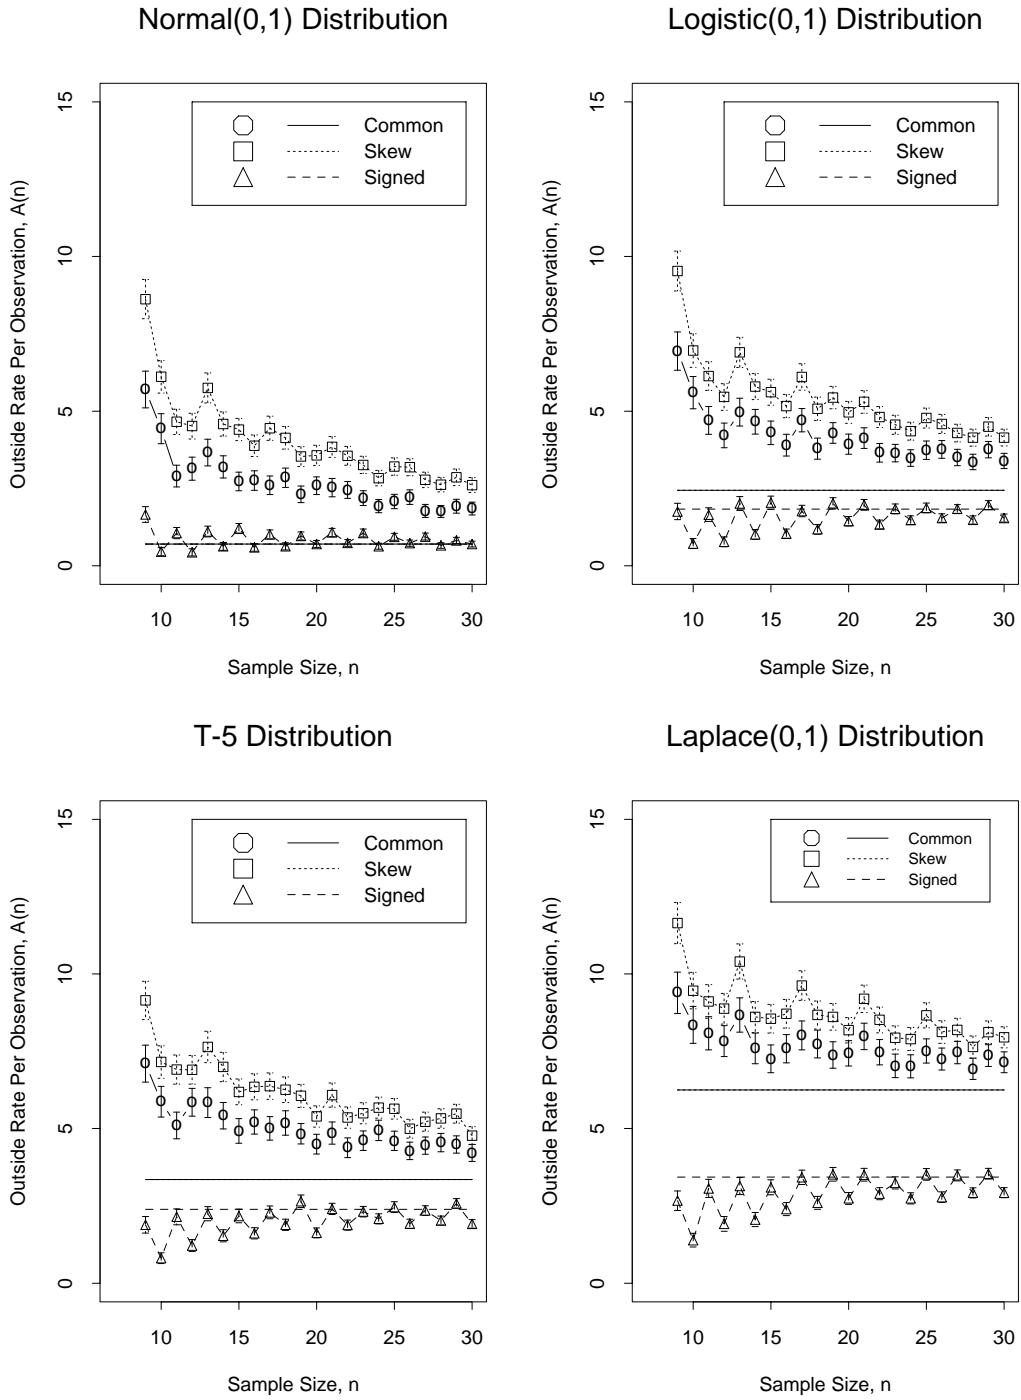 Normal(0,1) Distribution
Outside Rate Per Observation, A(n)
15
10
5
0
Common
Skew
Signed
10 15 20 25 30
Sample Size, n
Logistic(0,1) Distribution
Outside Rate Per Observation, A(n)
15
10
5
0
Common
Skew
Signed
10 15 20 25 30
Sample Size, n
T-5 Distribution
Outside Rate Per Observation, A(n)
15
10
5
0
Common
Skew
Signed
10 15 20 25 30
Sample Size, n
Laplace(0,1) Distribution
Outside Rate Per Observation, A(n)
15
10
5
0
Common
Skew
Signed
10 15 20 25 30
Sample Size, n